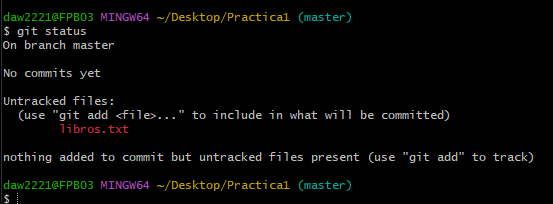 daw2221@FPB03 MINGW64 ~/Desktop/Practica1 (master)
$ git status
On branch master
No commits yet
Untracked files:
(use "git add <file>..." to include in what will be committed)
libros.txt
nothing added to commit but untracked files present (use "git add" to track)
daw2221@FPB03 MINGW64 ~/Desktop/Practica1 (master)
$